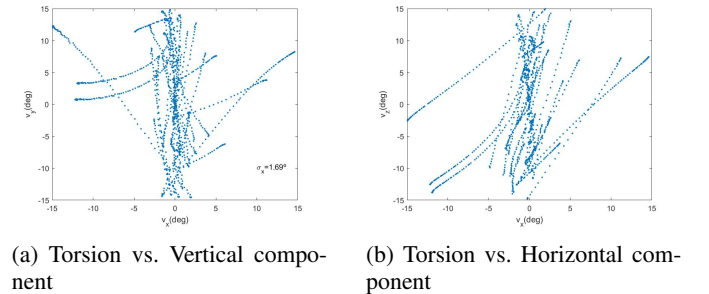 15
10
5
0
-5
-10
-15
-15 -10 -5 0 5 10 15
v_y(deg)
v_x(deg)
σ_x=1.69º
15
10
5
0
-5
-10
-15
-15 -10 -5 0 5 10 15
v_z(deg)
v_x(deg)
(a) Torsion vs. Vertical compo-
nent
(b) Torsion vs. Horizontal com-
ponent